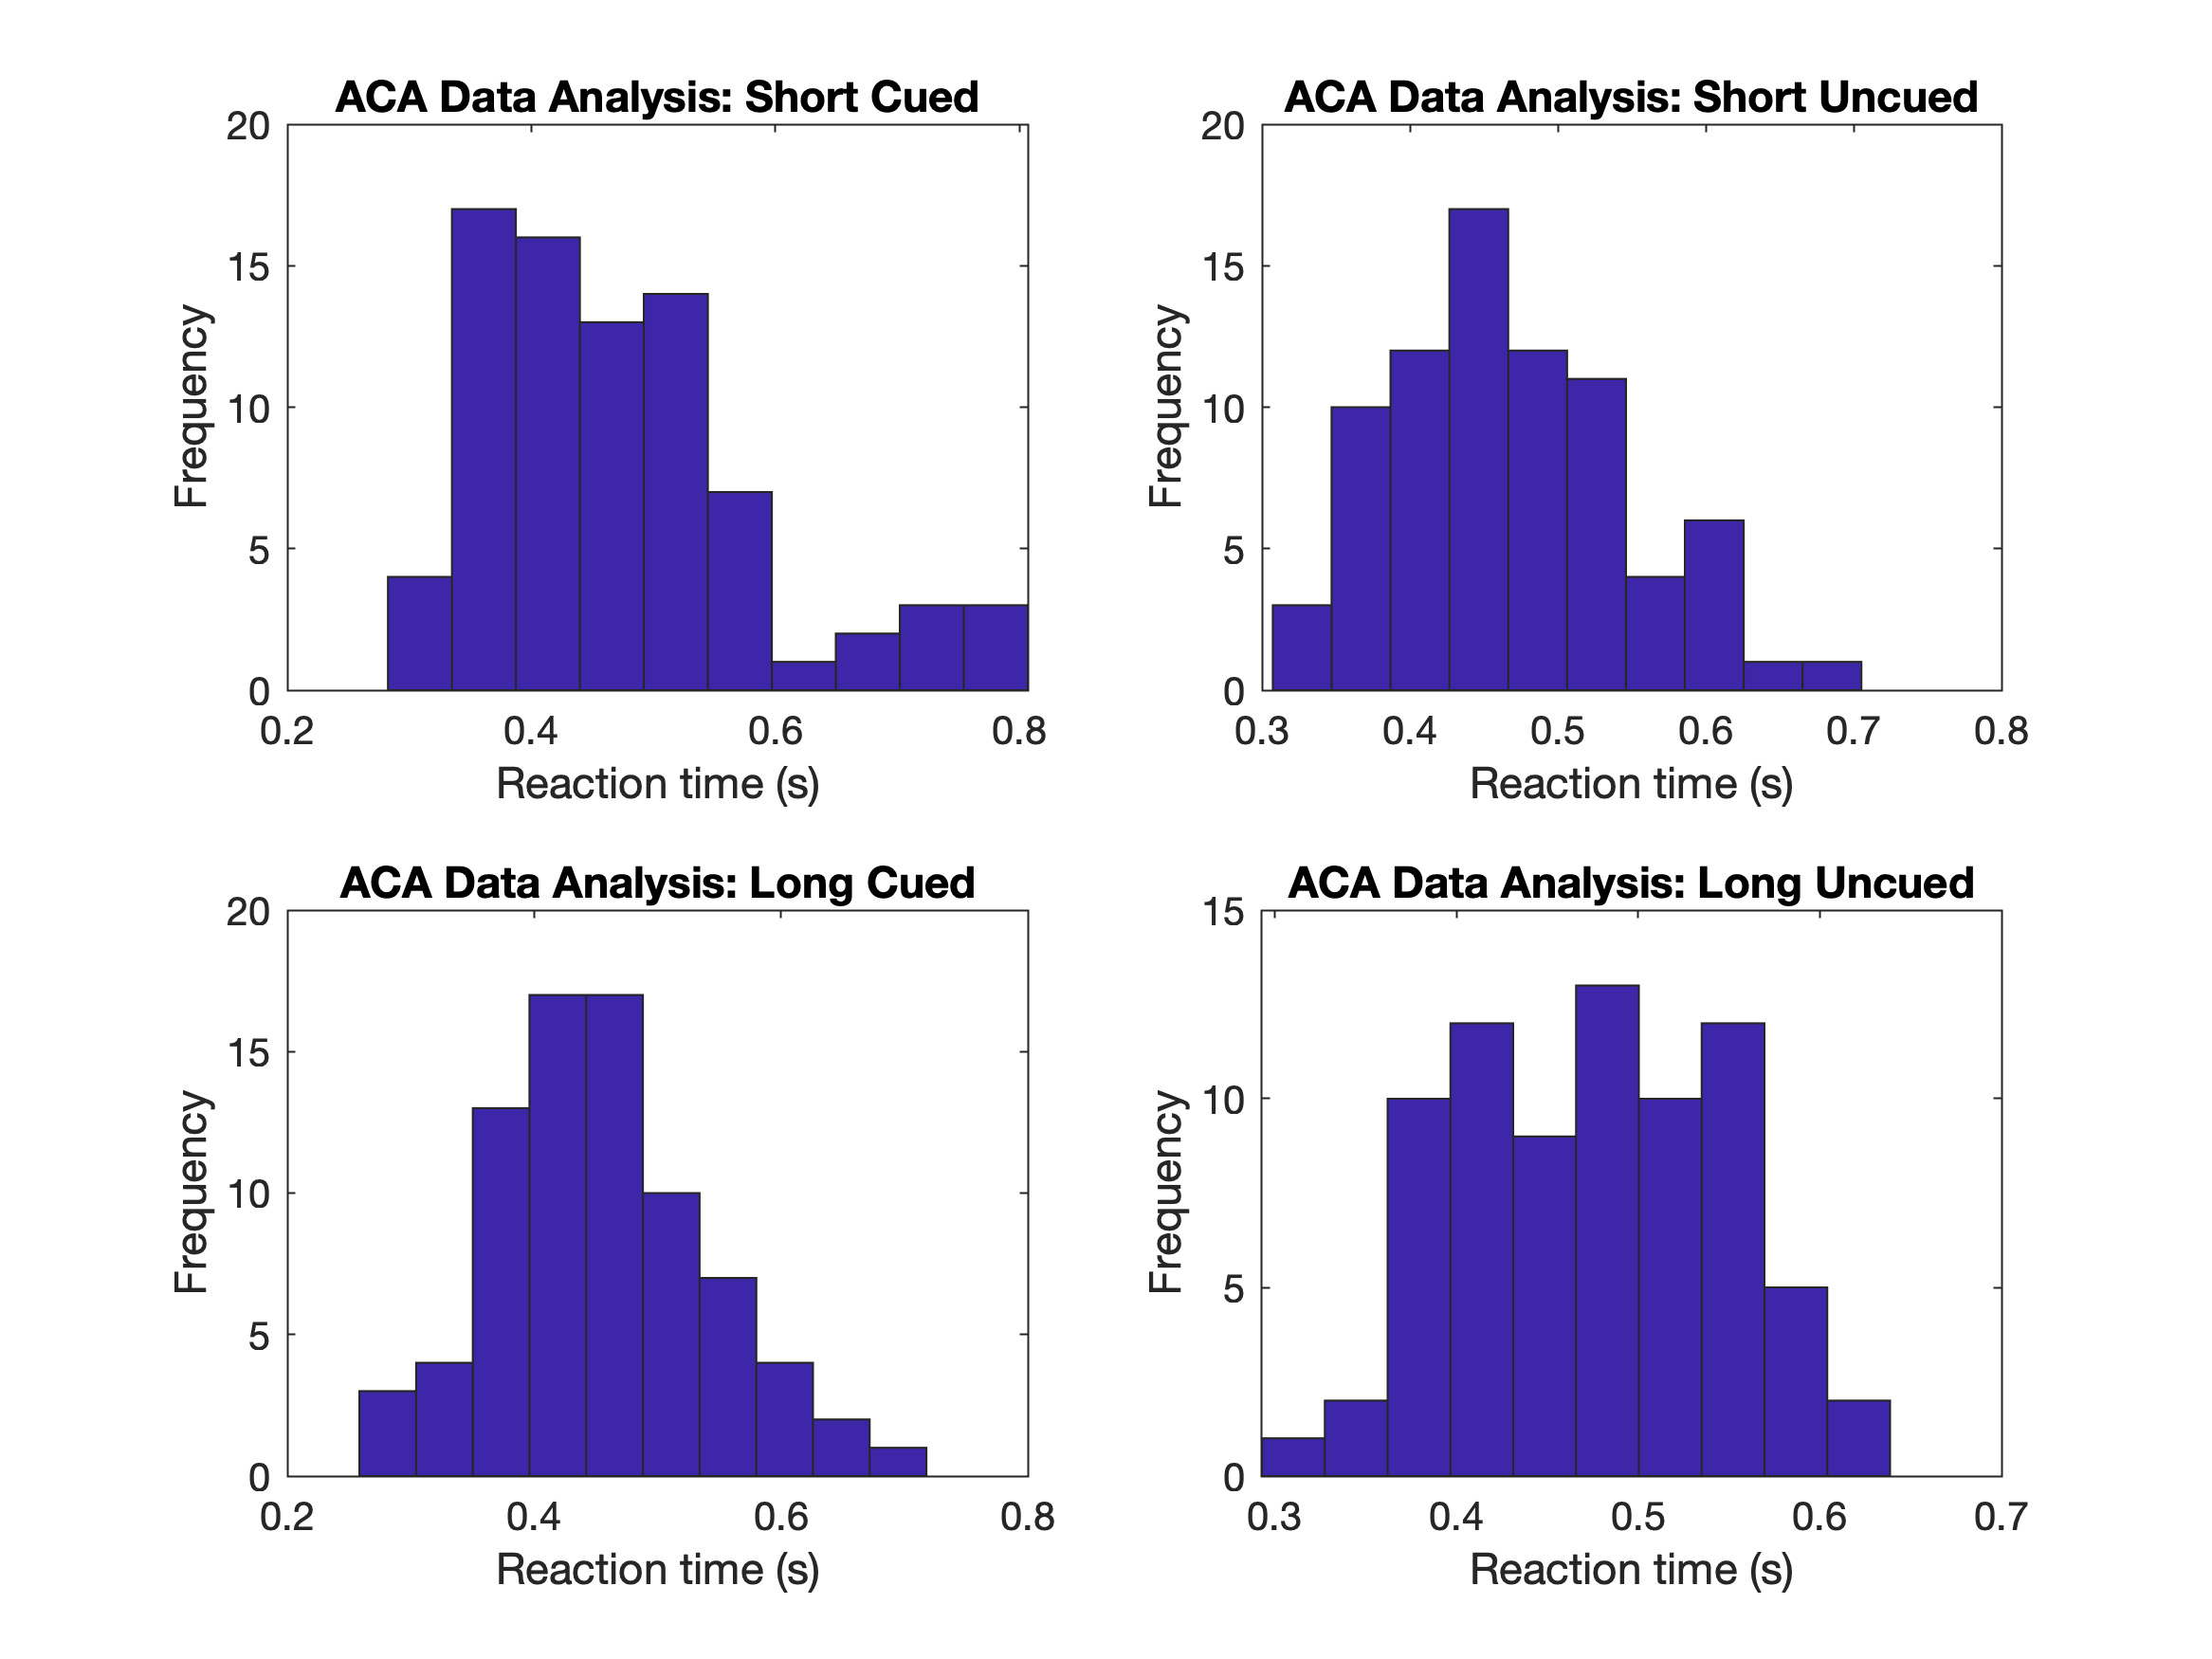 ACA Data Analysis: Short Cued
20
15
10
5
0
Frequency
0.2 0.4 0.6 0.8
Reaction time (s)
ACA Data Analysis: Short Uncued
20
15
10
5
0
Frequency
0.3 0.4 0.5 0.6 0.7 0.8
Reaction time (s)
ACA Data Analysis: Long Cued
20
15
10
5
0
Frequency
0.2 0.4 0.6 0.8
Reaction time (s)
ACA Data Analysis: Long Uncued
15
10
5
0
Frequency
0.3 0.4 0.5 0.6 0.7
Reaction time (s)